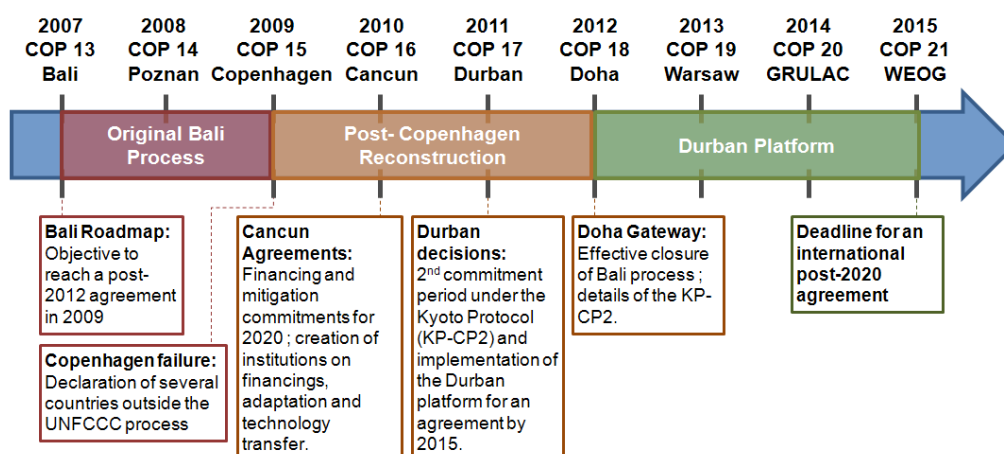 2007
COP 13
Bali
2008
COP 14
Poznan
2009
COP 15
Copenhagen
2010
COP 16
Cancun
2011
COP 17
Durban
2012
COP 18
Doha
2013
COP 19
Warsaw
2014
COP 20
GRULAC
2015
COP 21
WEOG
Original Bali
Process
Post- Copenhagen
Reconstruction
Durban Platform
Bali Roadmap:
Objective to
reach a post-
2012 agreement
in 2009
Copenhagen failure:
Declaration of several
countries outside the
UNFCCC process
Cancun
Agreements:
Financing and
mitigation
commitments for
2020 ; creation of
institutions on
financings,
adaptation and
technology
transfer.
Durban
decisions:
2nd commitment
period under the
Kyoto Protocol
(KP-CP2) and
implementation of
the Durban
platform for an
agreement by
2015.
Doha Gateway:
Effective closure
of Bali process ;
details of the KP-
CP2.
Deadline for an
international
post-2020
agreement